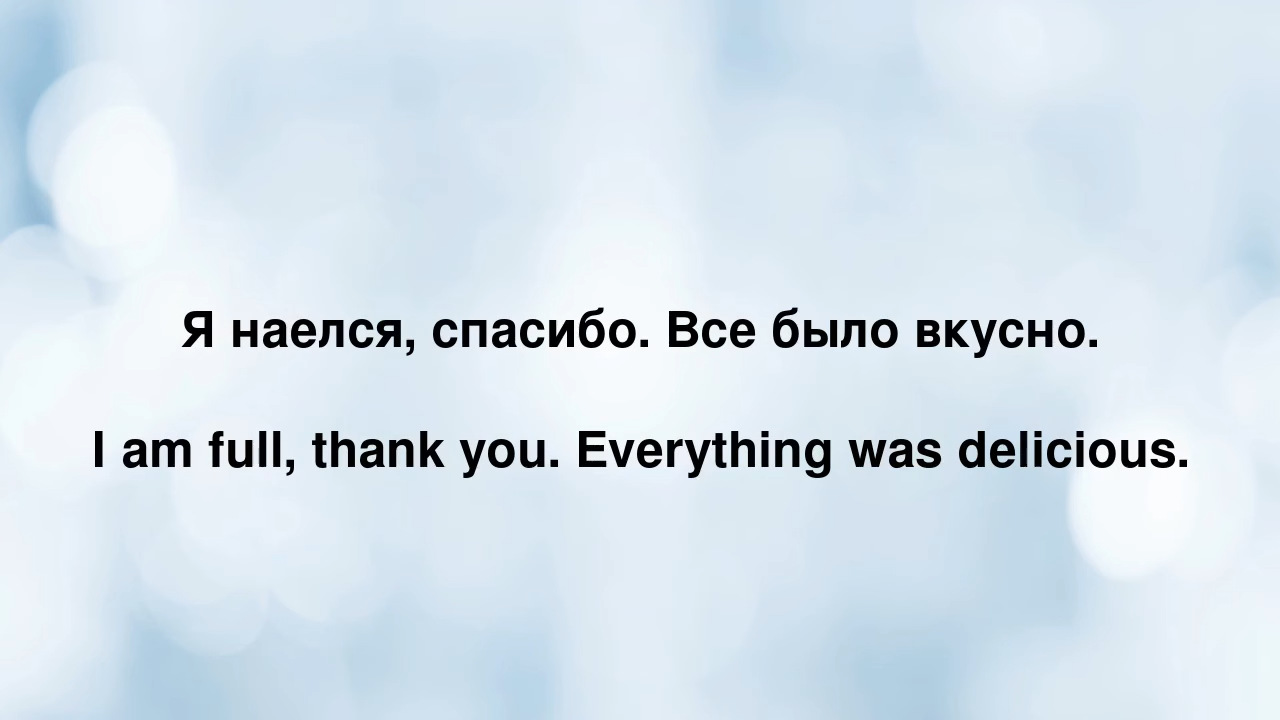 Я наелся, спасибо. Все было вкусно.
I am full, thank you. Everything was delicious.